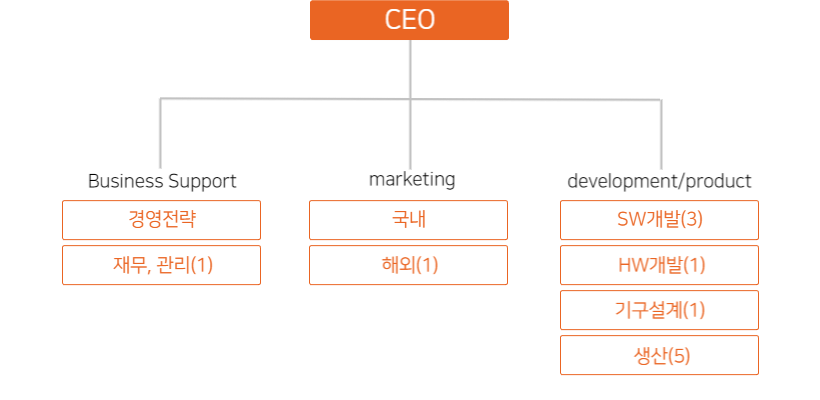 CEO
Business Support
경영전략
재무, 관리(1)
marketing
국내
해외(1)
development/product
SW개발(3)
HW개발(1)
기구설계(1)
생산(5)